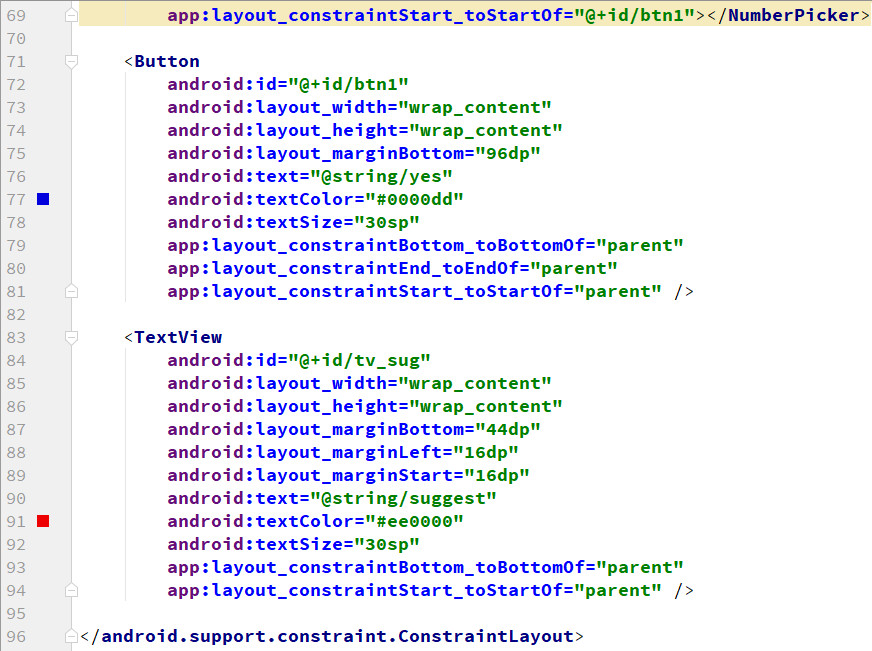 69 app:layout_constraintStart_toStartOf="@+id/btn1"></NumberPicker>
70
71 <Button
72 android:id="@+id/btn1"
73 android:layout_width="wrap_content"
74 android:layout_height="wrap_content"
75 android:layout_marginBottom="96dp"
76 android:text="@string/yes"
77 android:textColor="#0000dd"
78 android:textSize="30sp"
79 app:layout_constraintBottom_toBottomOf="parent"
80 app:layout_constraintEnd_toEndOf="parent"
81 app:layout_constraintStart_toStartOf="parent" />
82
83 <TextView
84 android:id="@+id/tv_sug"
85 android:layout_width="wrap_content"
86 android:layout_height="wrap_content"
87 android:layout_marginBottom="44dp"
88 android:layout_marginLeft="16dp"
89 android:layout_marginStart="16dp"
90 android:text="@string/suggest"
91 android:textColor="#ee0000"
92 android:textSize="30sp"
93 app:layout_constraintBottom_toBottomOf="parent"
94 app:layout_constraintStart_toStartOf="parent" />
95
96 </android.support.constraint.ConstraintLayout>